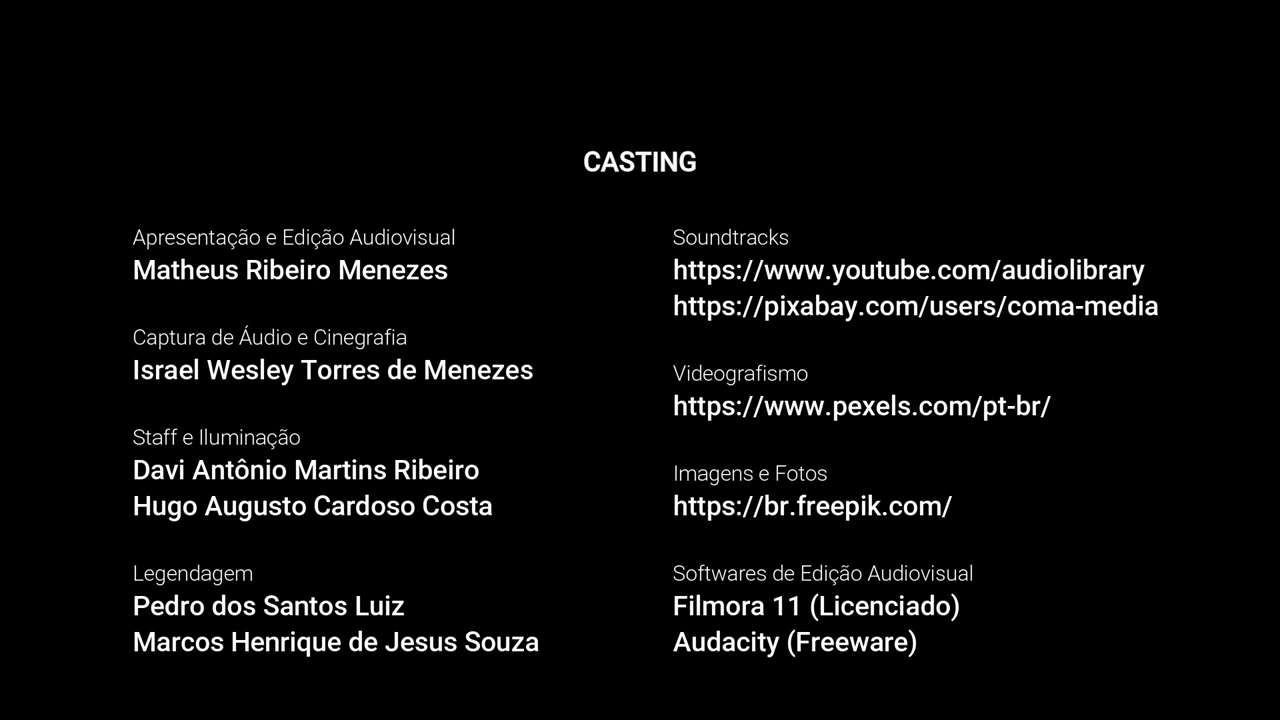 CASTING
Apresentação e Edição Audiovisual
Matheus Ribeiro Menezes
Captura de Áudio e Cinegrafia
Israel Wesley Torres de Menezes
Staff e Iluminação
Davi Antônio Martins Ribeiro
Hugo Augusto Cardoso Costa
Legendagem
Pedro dos Santos Luiz
Marcos Henrique de Jesus Souza
Soundtracks
https://www.youtube.com/audiolibrary
https://pixabay.com/users/coma-media
Videografismo
https://www.pexels.com/pt-br/
Imagens e Fotos
https://br.freepik.com/
Softwares de Edição Audiovisual
Filmora 11 (Licenciado)
Audacity (Freeware)